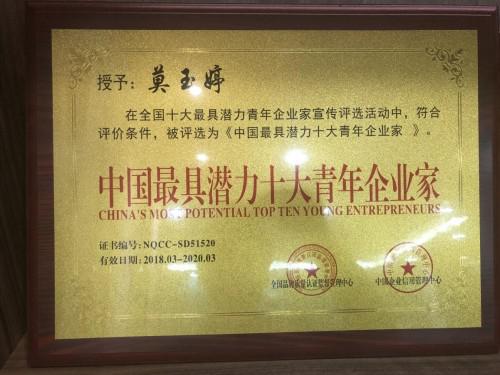 授予：莫玉婷
在全国十大最具潜力青年企业家宣传评选活动中，符合
评价条件，被评选为《中国最具潜力十大青年企业家 》。
中国最具潜力十大青年企业家
CHINA'S MOST POTENTIAL TOP TEN YOUNG ENTREPRENEURS
证书编号：NQCC-SD51520
有效日期：2018.03-2020.03
全国品牌质量认证监督管理中心
中国企业信用管理中心